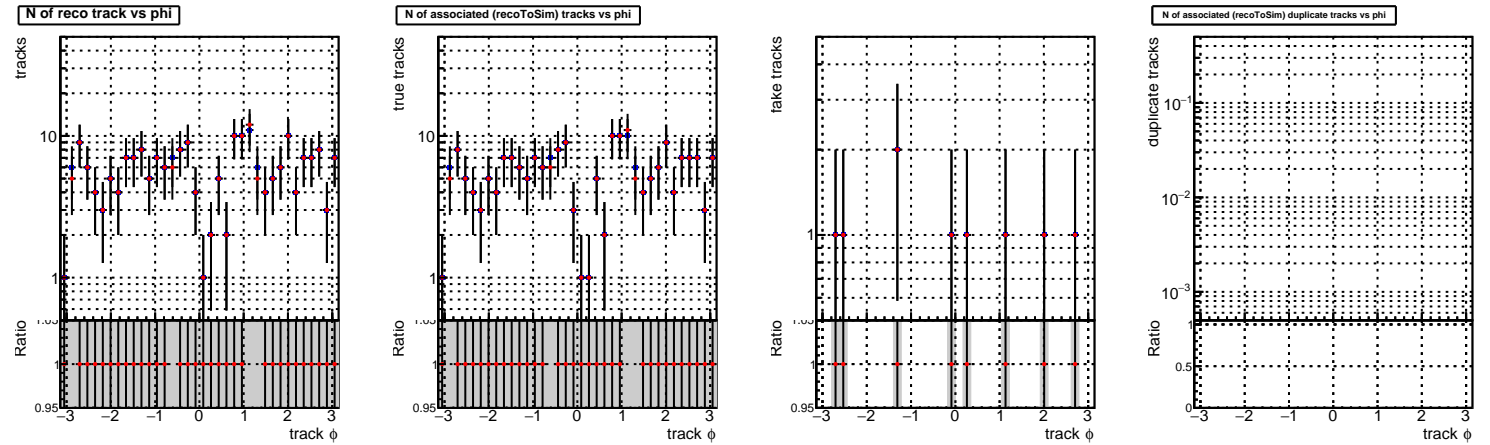 N of reco track vs phi
tracks
10
1
Ratio
1.05
1
0.95
−3 −2 −1 0 1 2 3
track ϕ
N of associated (recoToSim) tracks vs phi
true tracks
10
1
Ratio
1.05
1
0.95
−3 −2 −1 0 1 2 3
track ϕ
fake tracks
1
Ratio
1.05
1
0.95
−3 −2 −1 0 1 2 3
track ϕ
N of associated (recoToSim) duplicate tracks vs phi
duplicate tracks
10−1
10−2
10−3
Ratio
1
0.5
0
−3 −2 −1 0 1 2 3
track ϕ